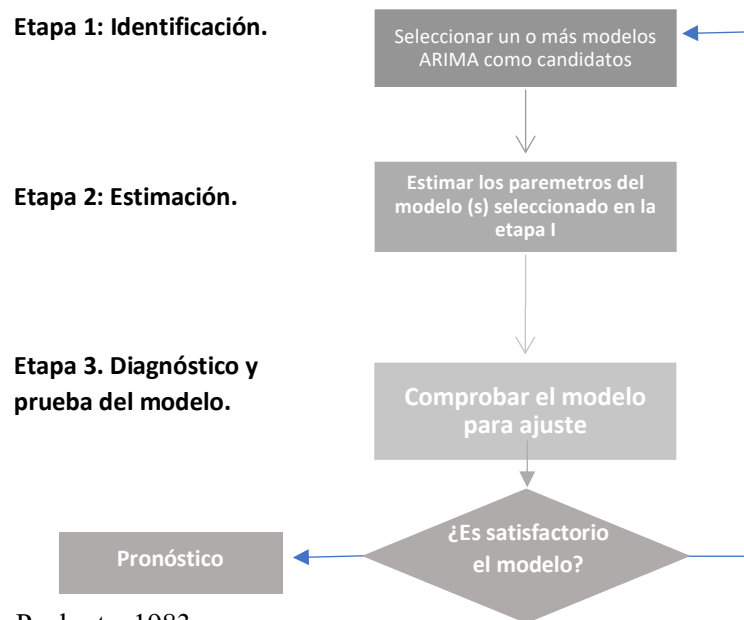 Etapa 1: Identificación.
Seleccionar un o más modelos
ARIMA como candidatos
Etapa 2: Estimación.
Estimar los paremetros del
modelo (s) seleccionado en la
etapa I
Etapa 3. Diagnóstico y
prueba del modelo.
Comprobar el modelo
para ajuste
¿Es satisfactorio
el modelo?
Pronóstico
1983